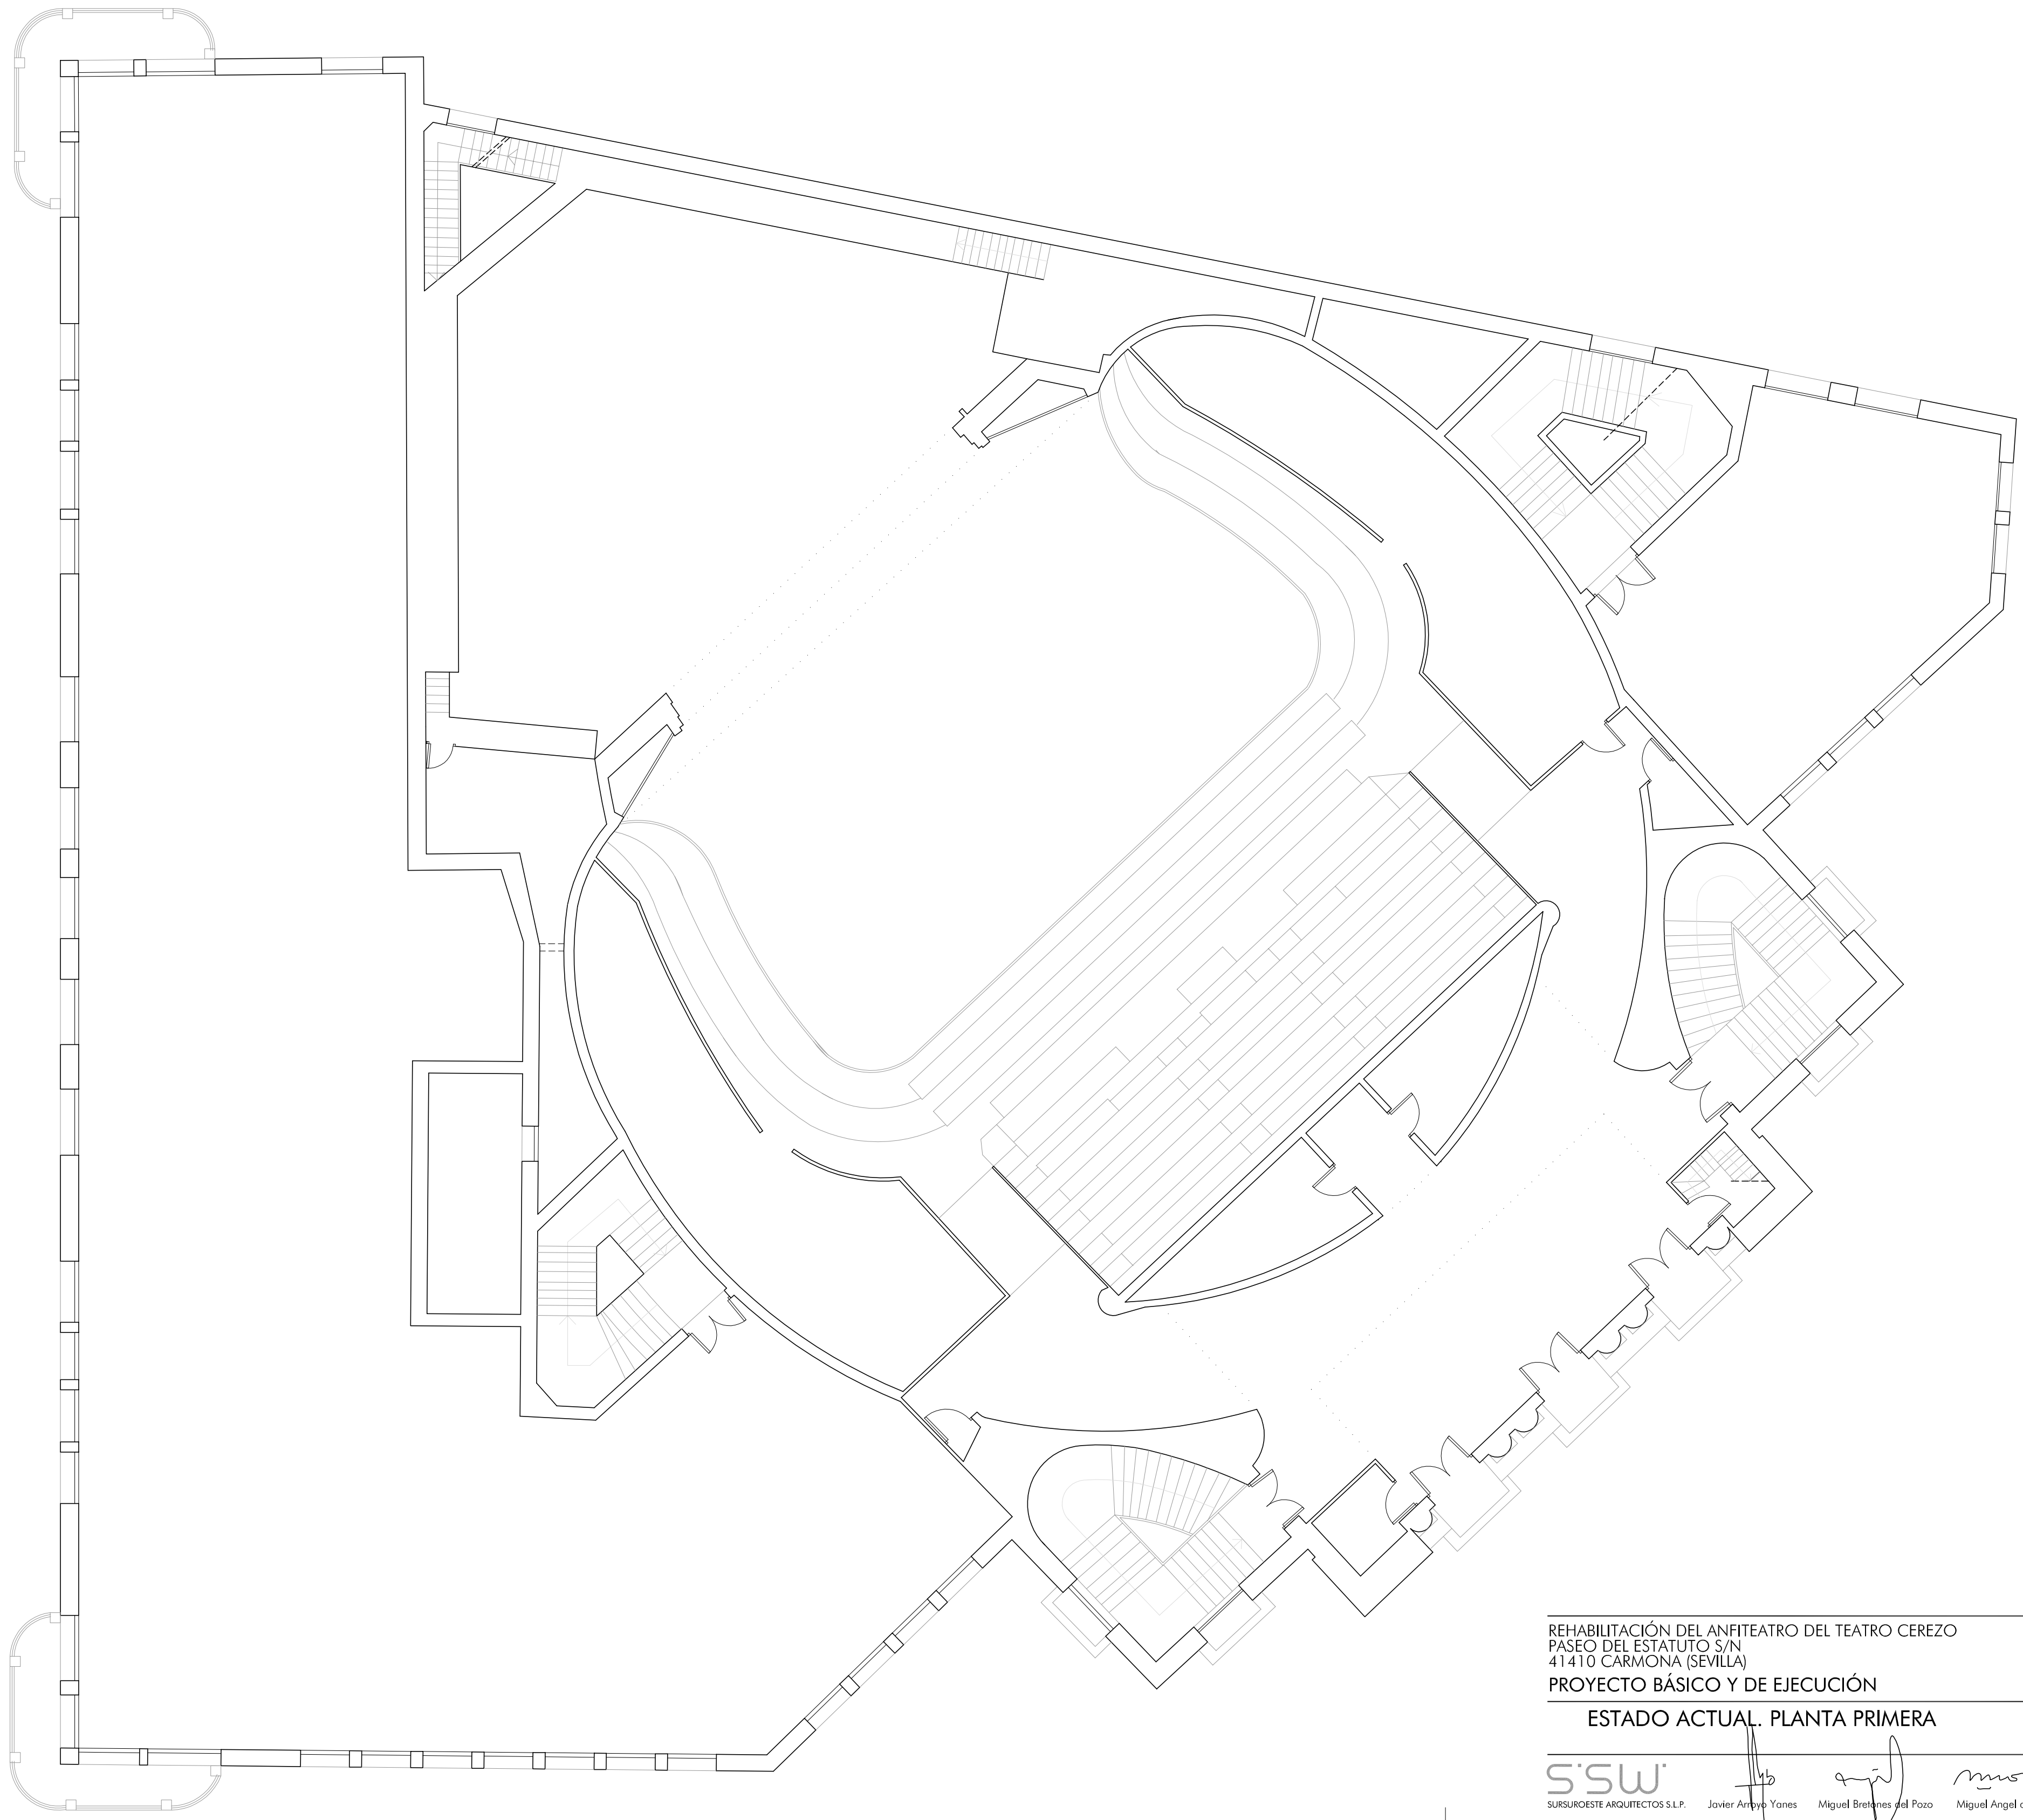 REHABILITACIÓN DEL ANFITEATRO DEL TEATRO CEREZO
PASEO DEL ESTATUTO S/N
41410 CARMONA (SEVILLA)
PROYECTO BÁSICO Y DE EJECUCIÓN
ESTADO ACTUAL. PLANTA PRIMERA
SSW
SURSUROESTE ARQUITECTOS S.L.P. Javier Arroyo Yanes Miguel Bretones del Pozo Miguel Angel